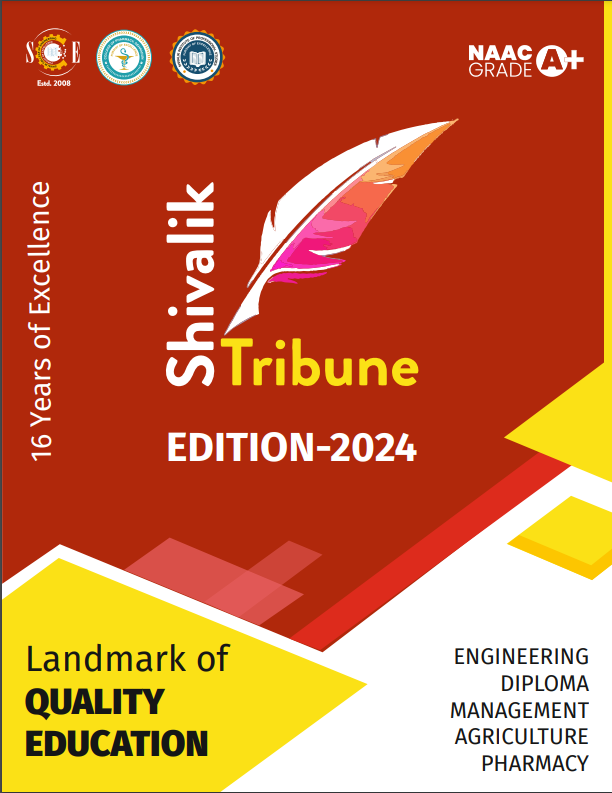 S C E
Estd. 2008
NAAC
GRADE A+
16 Years of Excellence
Shivalik
Tribune
EDITION-2024
Landmark of
QUALITY
EDUCATION
ENGINEERING
DIPLOMA
MANAGEMENT
AGRICULTURE
PHARMACY